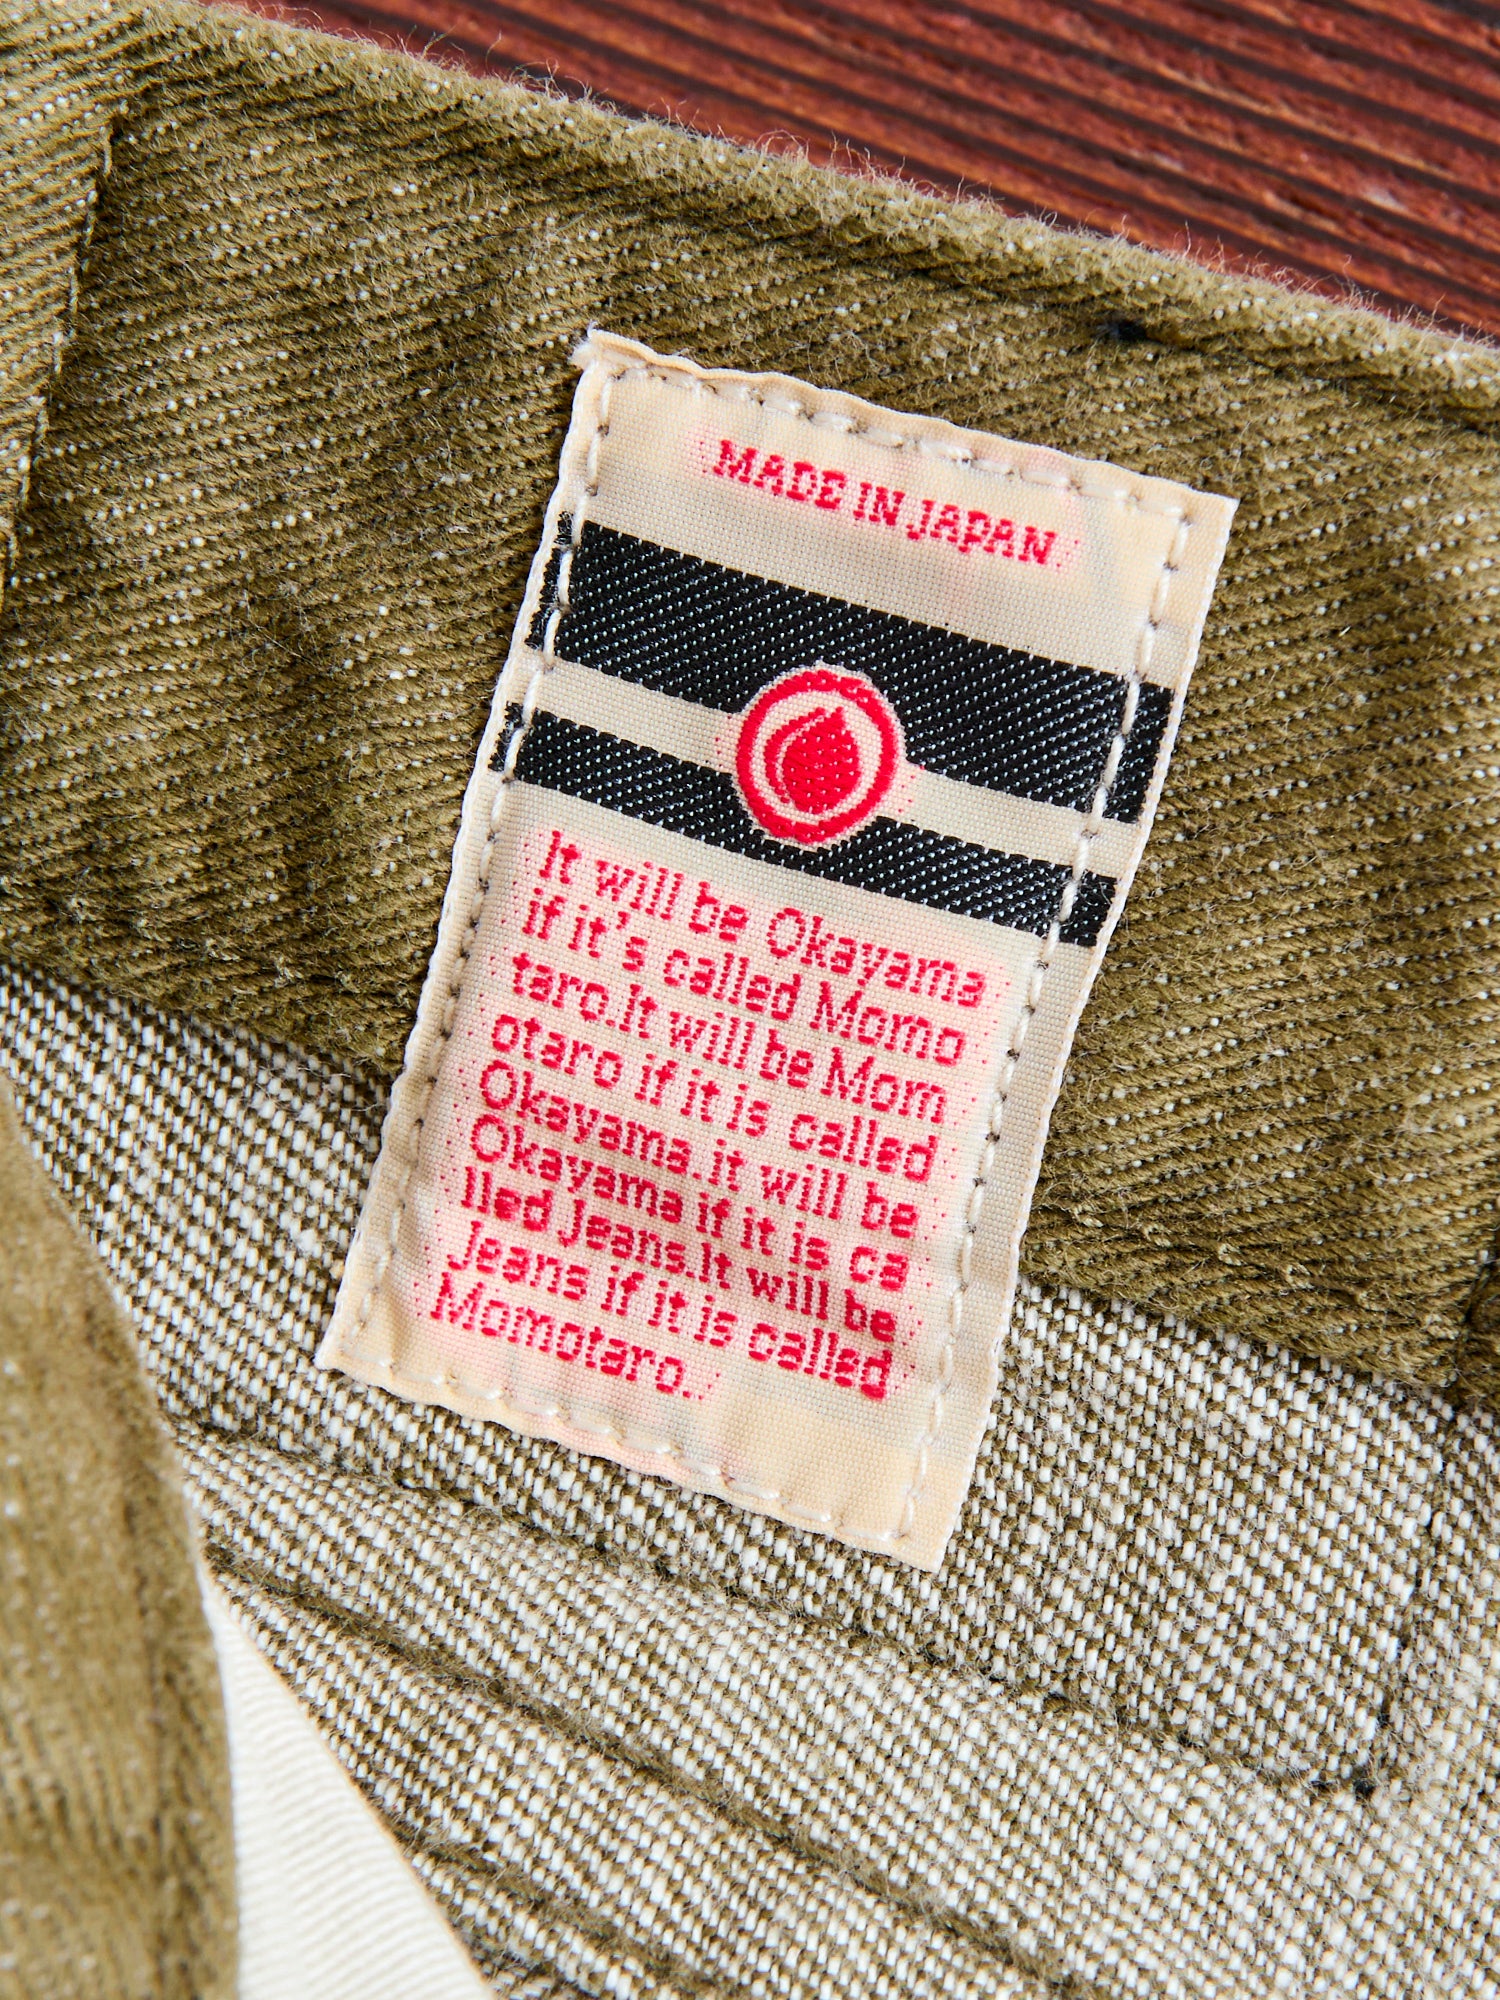 MADE IN JAPAN
It will be Okayama
if it's called Momo
taro.It will be Mom
otaro if it is called
Okayama.it will be
Okayama if it is ca
lled Jeans.It will be
Jeans if it is called
Momotaro.